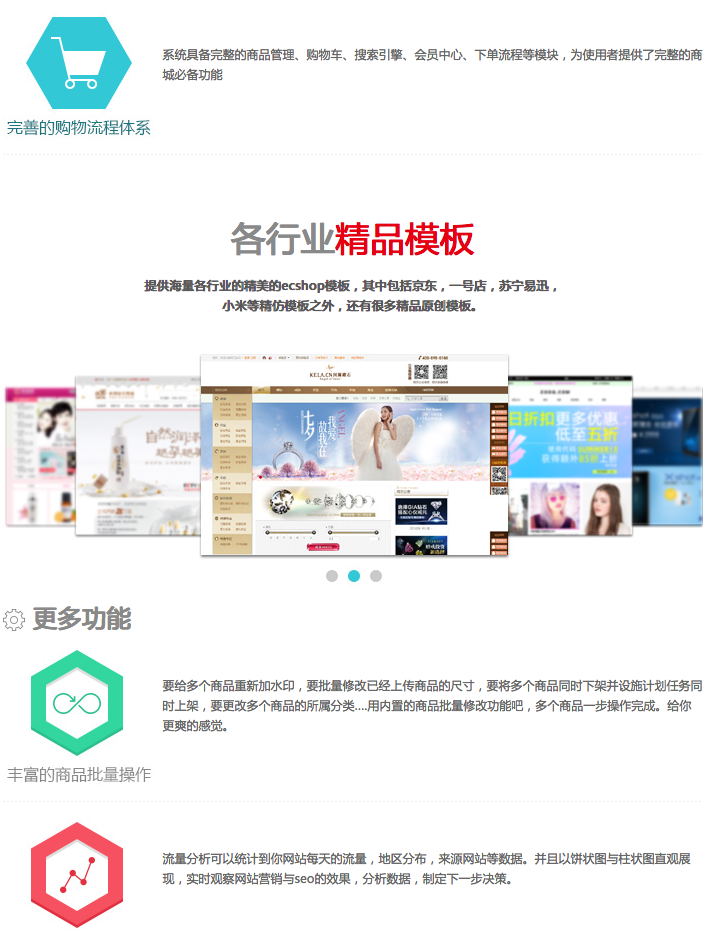 系统具备完整的商品管理、购物车、搜索引擎、会员中心、下单流程等模块，为使用者提供了完整的商
城必备功能
完善的购物流程体系
各行业精品模板
提供海量各行业的精美的ecshop模板，其中包括京东，一号店，苏宁易迅，
小米等精仿模板之外，还有很多精品原创模板。
KELA.CN
日折扣更多优惠
低至五折
更多功能
要给多个商品重新加水印，要批量修改已经上传商品的尺寸，要将多个商品同时下架并设施计划任务同
时上架，要更改多个商品的所属分类....用内置的商品批量修改功能吧，多个商品一步操作完成。给你
更爽的感觉。
丰富的商品批量操作
流量分析可以统计到你网站每天的流量，地区分布，来源网站等数据。并且以饼状图与柱状图直观展
现，实时观察网站营销与seo的效果，分析数据，制定下一步决策。